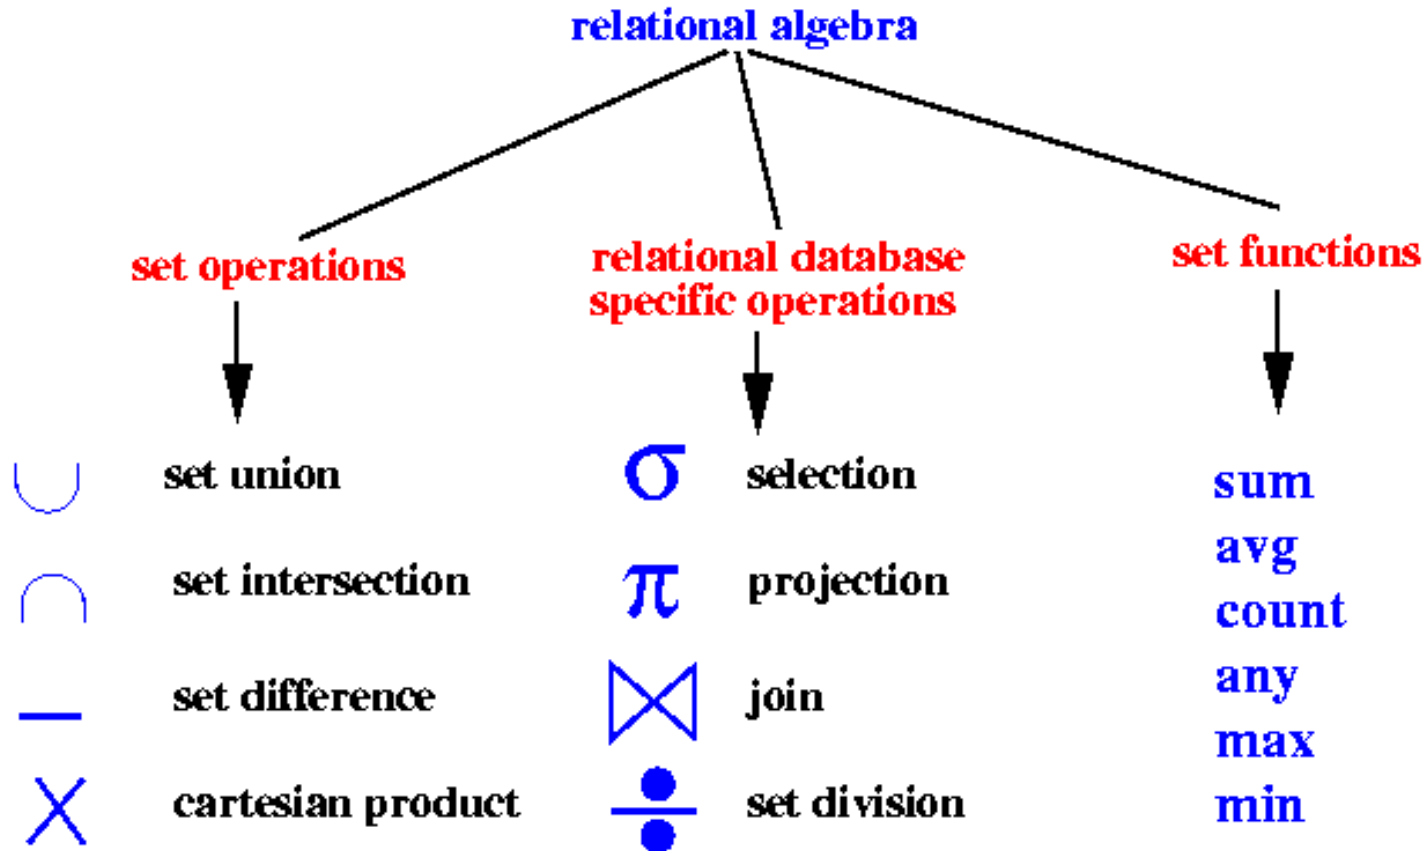 relational algebra
set operations
relational database
specific operations
set functions
∪ set union
∩ set intersection
− set difference
× cartesian product
σ selection
π projection
⋈ join
÷ set division
sum
avg
count
any
max
min